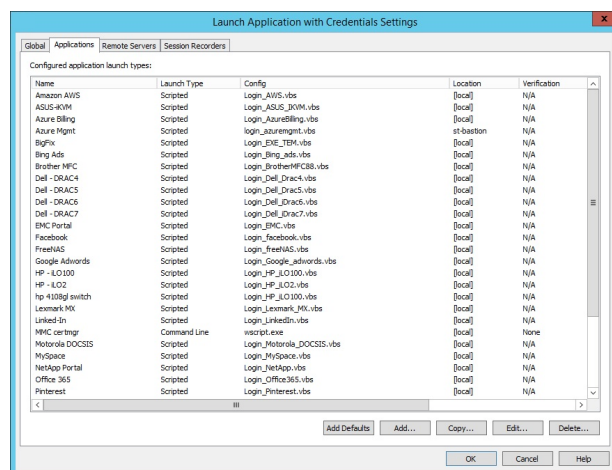 Launch Application with Credentials Settings
x
Global Applications Remote Servers Session Recorders
Configured application launch types:
Name Launch Type Config Location Verification
Amazon AWS Scripted Login_AWS.vbs [local] N/A
ASUS-iKVM Scripted Login_ASUS_IKVM.vbs [local] N/A
Azure Billing Scripted Login_AzureBilling.vbs [local] N/A
Azure Mgmt Scripted login_azuremgmt.vbs st-bastion N/A
BigFix Scripted Login_EXE_TEM.vbs [local] N/A
Bing Ads Scripted Login_Bing_ads.vbs [local] N/A
Brother MFC Scripted Login_BrotherMFC88.vbs [local] N/A
Dell - DRAC4 Scripted Login_Dell_Drac4.vbs [local] N/A
Dell - DRAC5 Scripted Login_Dell_Drac5.vbs [local] N/A
Dell - DRAC6 Scripted Login_Dell_iDrac6.vbs [local] N/A
Dell - DRAC7 Scripted Login_Dell_iDrac7.vbs [local] N/A
EMC Portal Scripted Login_EMC.vbs [local] N/A
Facebook Scripted Login_facebook.vbs [local] N/A
FreeNAS Scripted Login_freeNAS.vbs [local] N/A
Google Adwords Scripted Login_Google_adwords.vbs [local] N/A
HP - iLO100 Scripted Login_HP_iLO100.vbs [local] N/A
HP - iLO2 Scripted Login_HP_iLO2.vbs [local] N/A
hp 4108gl switch Scripted Login_HP_iLO100.vbs [local] N/A
Lexmark MX Scripted Login_Lexmark_MX.vbs [local] N/A
Linked-In Scripted Login_LinkedIn.vbs [local] N/A
MMC certmgr Command Line wscript.exe [local] None
Motorola DOCSIS Scripted Login_Motorola_DOCSIS.vbs [local] N/A
MySpace Scripted Login_MySpace.vbs [local] N/A
NetApp Portal Scripted Login_NetApp.vbs [local] N/A
Office 365 Scripted Login_Office365.vbs [local] N/A
Pinterest Scripted Login_Pinterest.vbs [local] N/A
Add Defaults Add... Copy... Edit... Delete...
OK Cancel Help